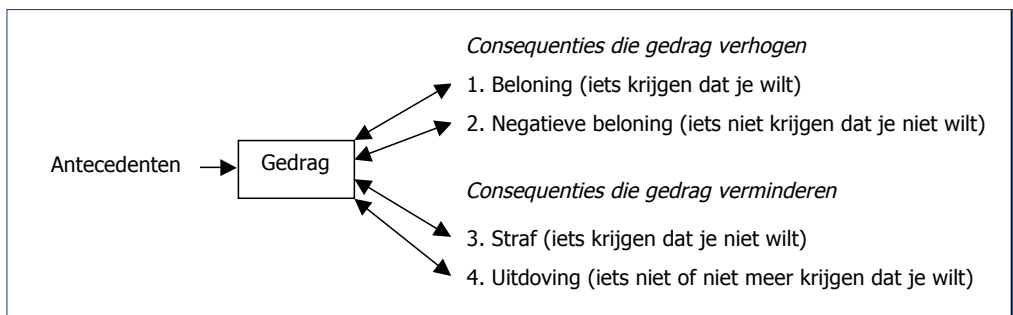 Consequenties die gedrag verhogen
1. Beloning (iets krijgen dat je wilt)
2. Negatieve beloning (iets niet krijgen dat je niet wilt)
Antecedenten
Gedrag
Consequenties die gedrag verminderen
3. Straf (iets krijgen dat je niet wilt)
4. Uitdoving (iets niet of niet meer krijgen dat je wilt)